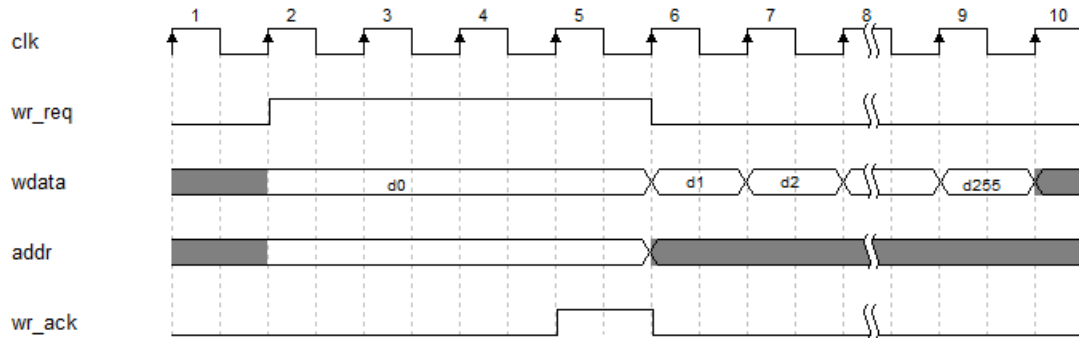 1 2 3 4 5 6 7 8 9 10
clk
wr_req
wdata d0 d1 d2 d255
addr
wr_ack